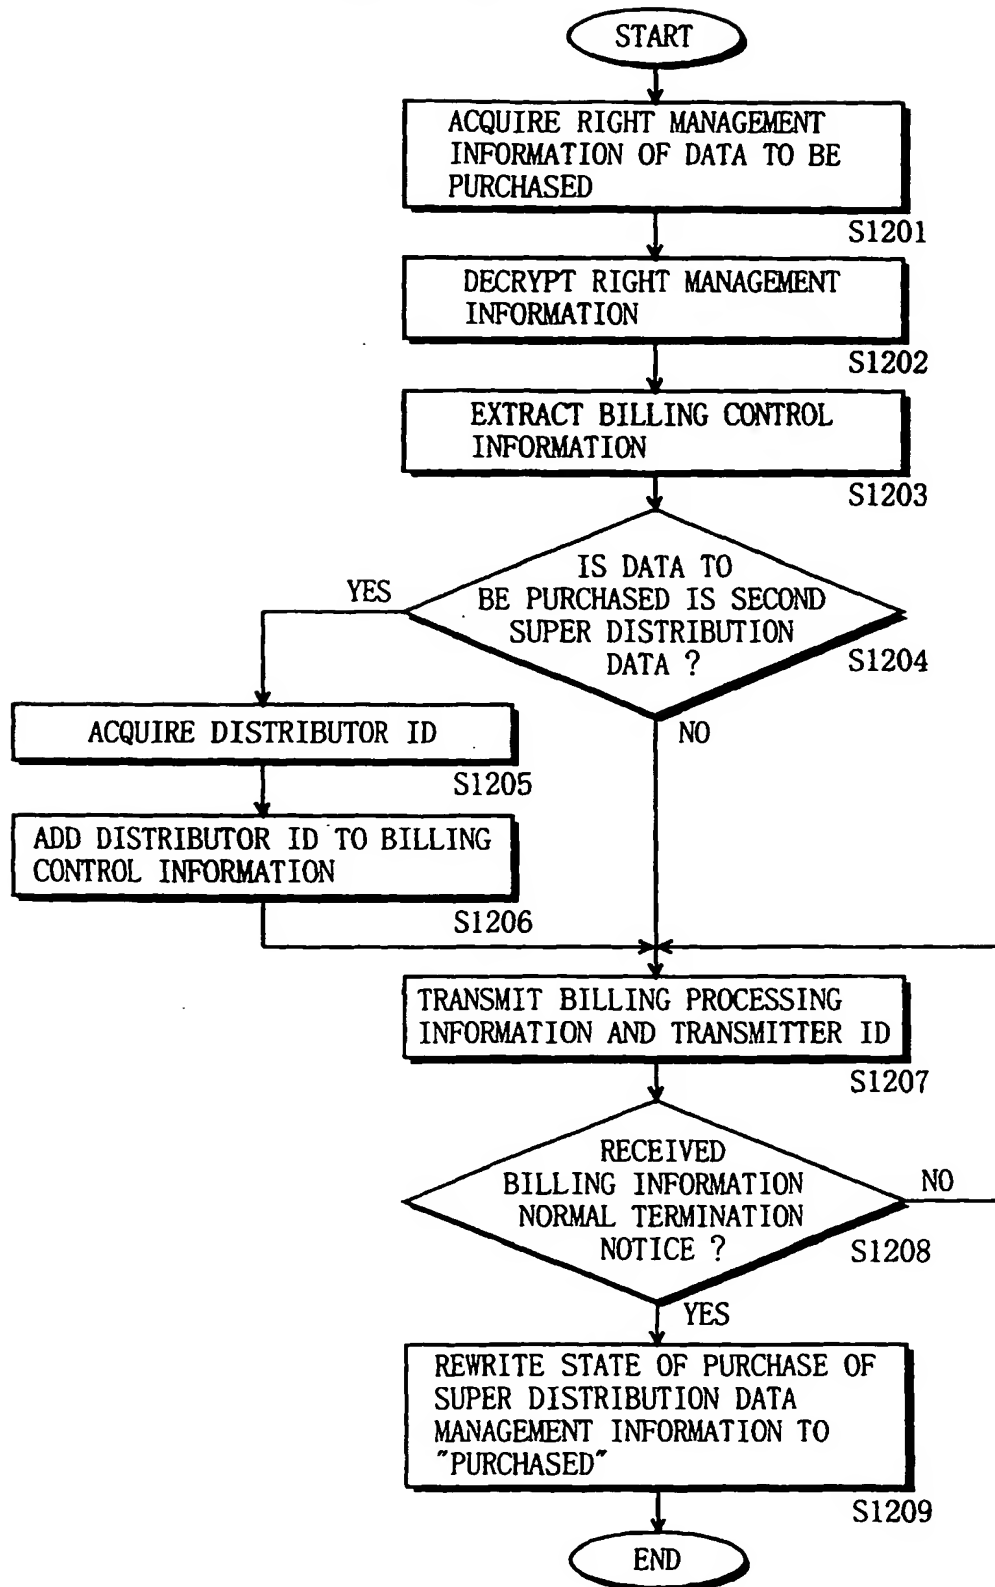 START
ACQUIRE RIGHT MANAGEMENT
INFORMATION OF DATA TO BE
PURCHASED
S1201
DECRYPT RIGHT MANAGEMENT
INFORMATION
S1202
EXTRACT BILLING CONTROL
INFORMATION
S1203
IS DATA TO
BE PURCHASED IS SECOND
SUPER DISTRIBUTION
DATA ?
S1204
YES
NO
ACQUIRE DISTRIBUTOR ID
S1205
ADD DISTRIBUTOR ID TO BILLING
CONTROL INFORMATION
S1206
TRANSMIT BILLING PROCESSING
INFORMATION AND TRANSMITTER ID
S1207
RECEIVED
BILLING INFORMATION
NORMAL TERMINATION
NOTICE ?
S1208
NO
YES
REWRITE STATE OF PURCHASE OF
SUPER DISTRIBUTION DATA
MANAGEMENT INFORMATION TO
"PURCHASED"
S1209
END